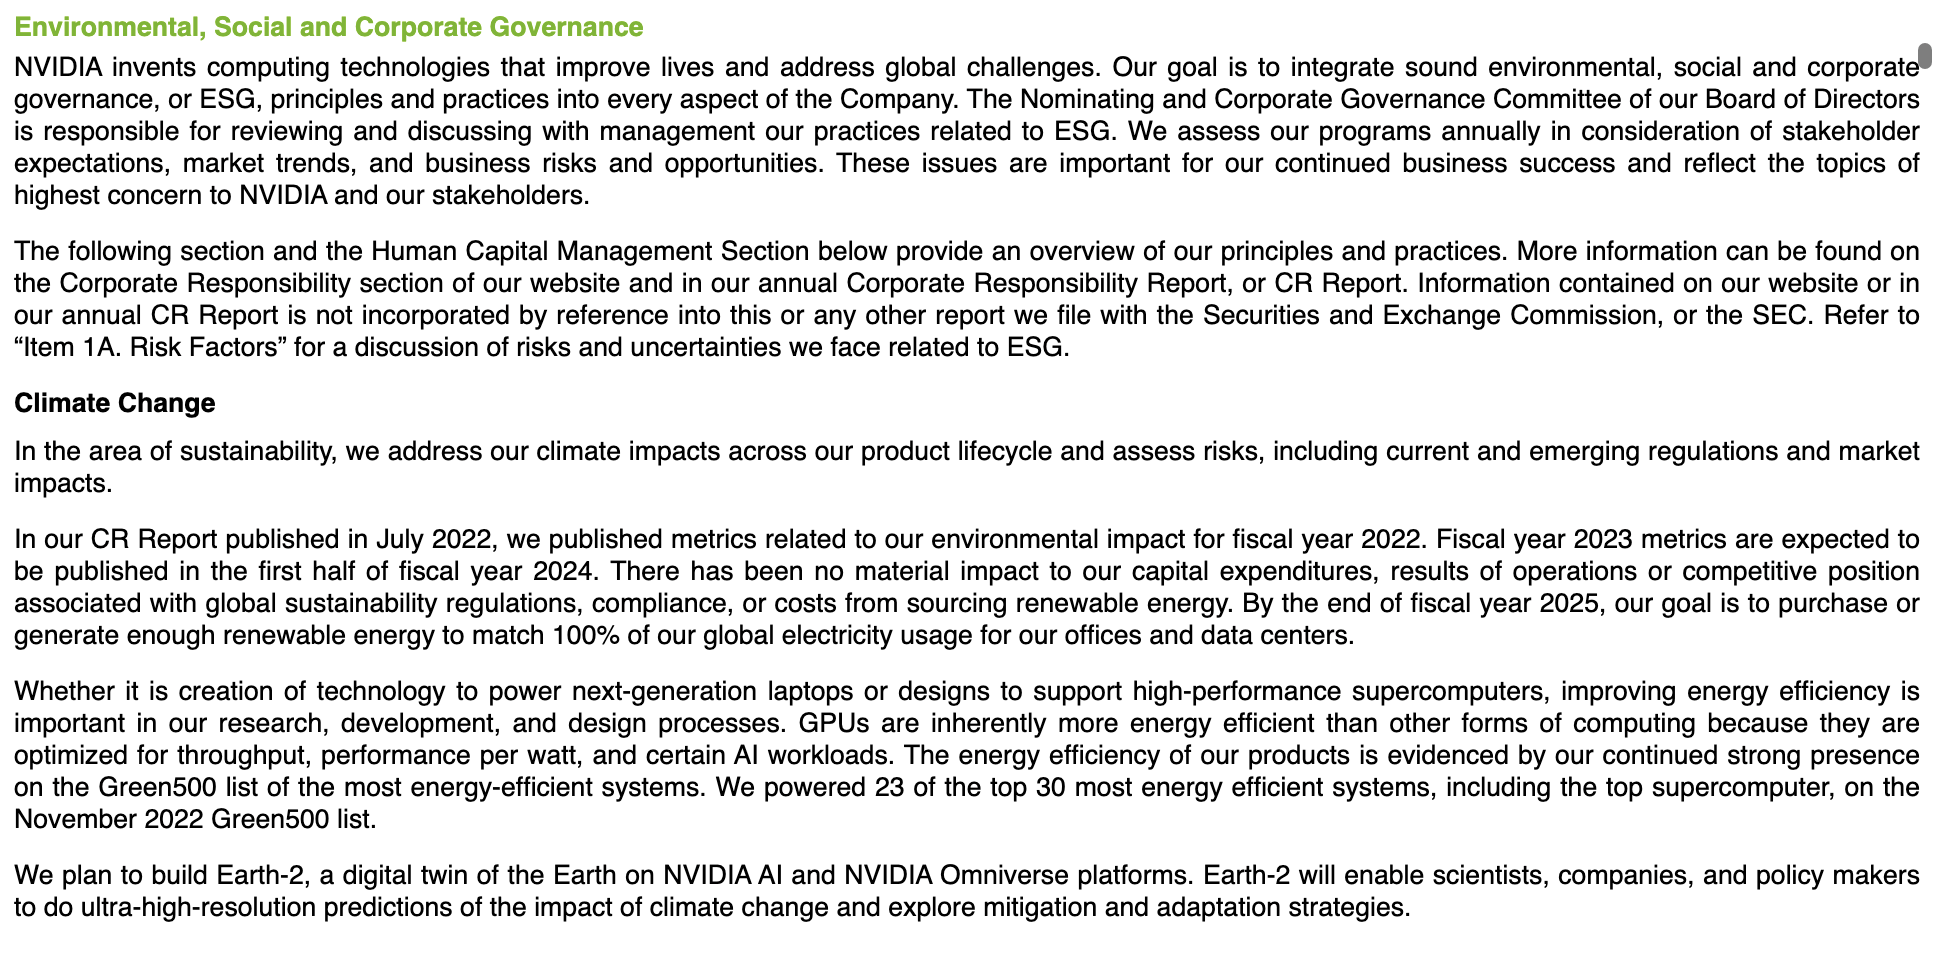 Environmental, Social and Corporate Governance
NVIDIA invents computing technologies that improve lives and address global challenges. Our goal is to integrate sound environmental, social and corporate
governance, or ESG, principles and practices into every aspect of the Company. The Nominating and Corporate Governance Committee of our Board of Directors
is responsible for reviewing and discussing with management our practices related to ESG. We assess our programs annually in consideration of stakeholder
expectations, market trends, and business risks and opportunities. These issues are important for our continued business success and reflect the topics of
highest concern to NVIDIA and our stakeholders.
The following section and the Human Capital Management Section below provide an overview of our principles and practices. More information can be found on
the Corporate Responsibility section of our website and in our annual Corporate Responsibility Report, or CR Report. Information contained on our website or in
our annual CR Report is not incorporated by reference into this or any other report we file with the Securities and Exchange Commission, or the SEC. Refer to
“Item 1A. Risk Factors” for a discussion of risks and uncertainties we face related to ESG.
Climate Change
In the area of sustainability, we address our climate impacts across our product lifecycle and assess risks, including current and emerging regulations and market
impacts.
In our CR Report published in July 2022, we published metrics related to our environmental impact for fiscal year 2022. Fiscal year 2023 metrics are expected to
be published in the first half of fiscal year 2024. There has been no material impact to our capital expenditures, results of operations or competitive position
associated with global sustainability regulations, compliance, or costs from sourcing renewable energy. By the end of fiscal year 2025, our goal is to purchase or
generate enough renewable energy to match 100% of our global electricity usage for our offices and data centers.
Whether it is creation of technology to power next-generation laptops or designs to support high-performance supercomputers, improving energy efficiency is
important in our research, development, and design processes. GPUs are inherently more energy efficient than other forms of computing because they are
optimized for throughput, performance per watt, and certain AI workloads. The energy efficiency of our products is evidenced by our continued strong presence
on the Green500 list of the most energy-efficient systems. We powered 23 of the top 30 most energy efficient systems, including the top supercomputer, on the
November 2022 Green500 list.
We plan to build Earth-2, a digital twin of the Earth on NVIDIA AI and NVIDIA Omniverse platforms. Earth-2 will enable scientists, companies, and policy makers
to do ultra-high-resolution predictions of the impact of climate change and explore mitigation and adaptation strategies.